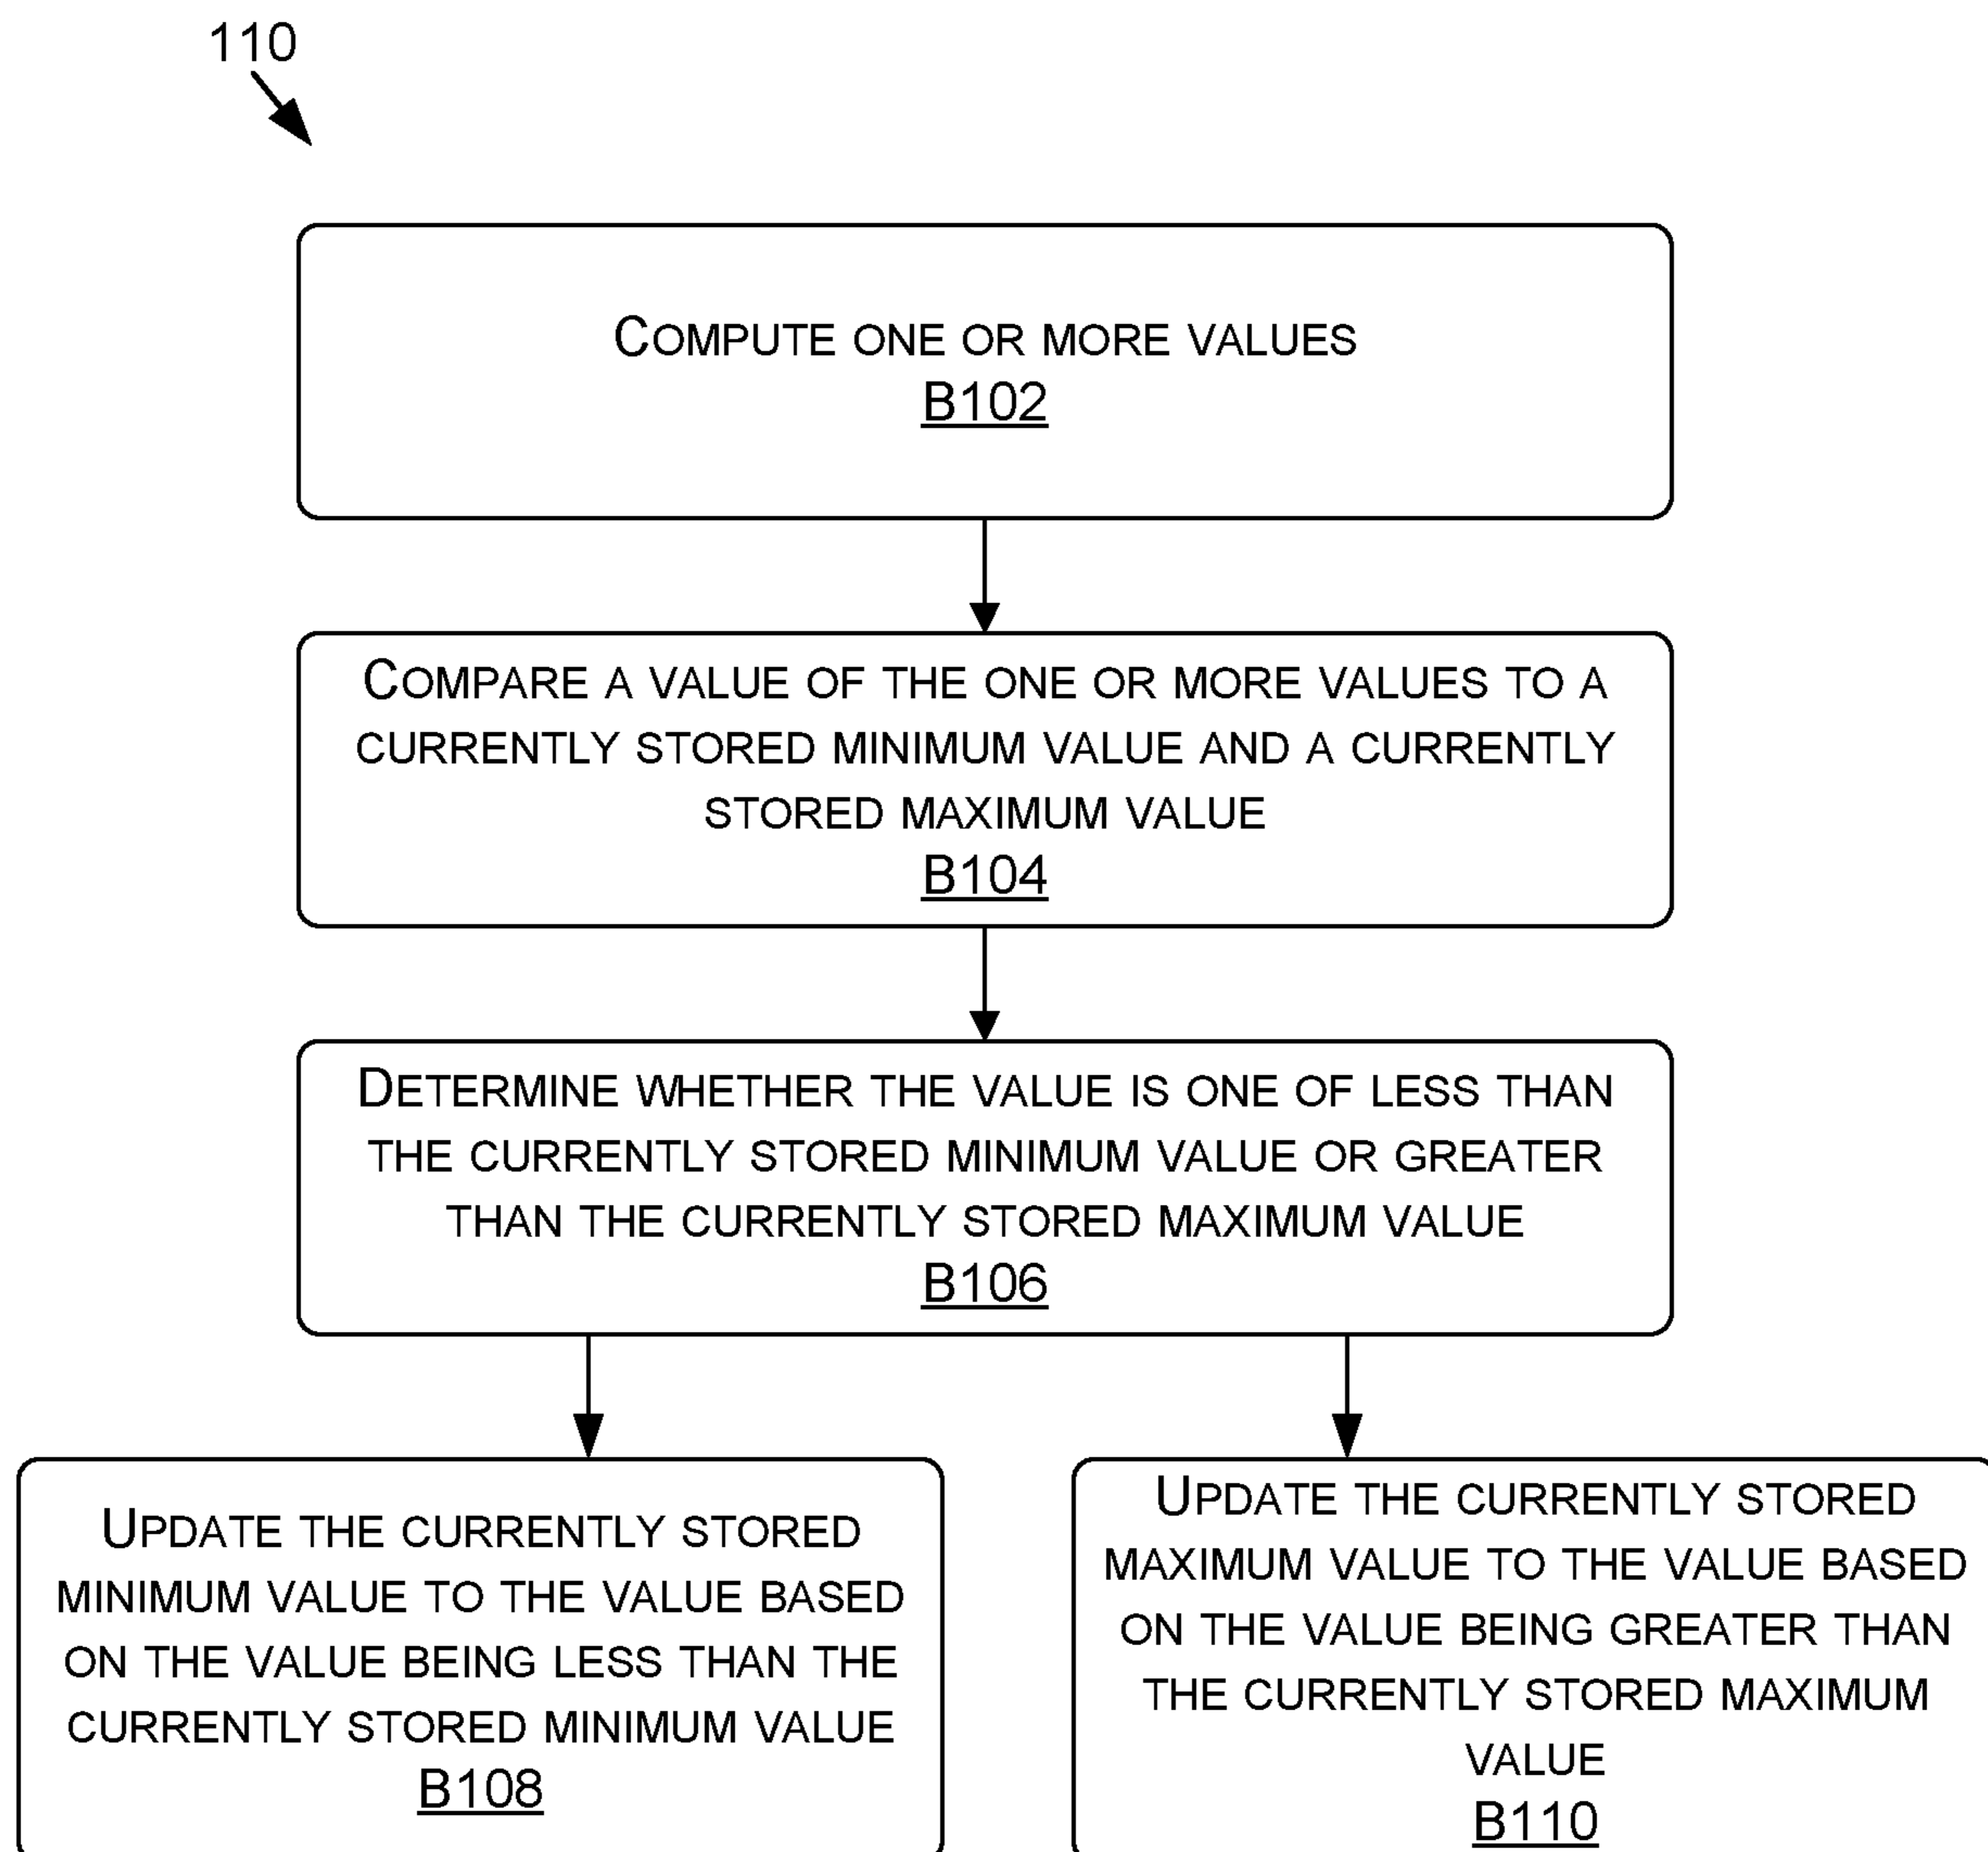 110
COMPUTE ONE OR MORE VALUES
B102
COMPARE A VALUE OF THE ONE OR MORE VALUES TO A
CURRENTLY STORED MINIMUM VALUE AND A CURRENTLY
STORED MAXIMUM VALUE
B104
DETERMINE WHETHER THE VALUE IS ONE OF LESS THAN
THE CURRENTLY STORED MINIMUM VALUE OR GREATER
THAN THE CURRENTLY STORED MAXIMUM VALUE
B106
UPDATE THE CURRENTLY STORED
MINIMUM VALUE TO THE VALUE BASED
ON THE VALUE BEING LESS THAN THE
CURRENTLY STORED MINIMUM VALUE
B108
UPDATE THE CURRENTLY STORED
MAXIMUM VALUE TO THE VALUE BASED
ON THE VALUE BEING GREATER THAN
THE CURRENTLY STORED MAXIMUM
VALUE
B110